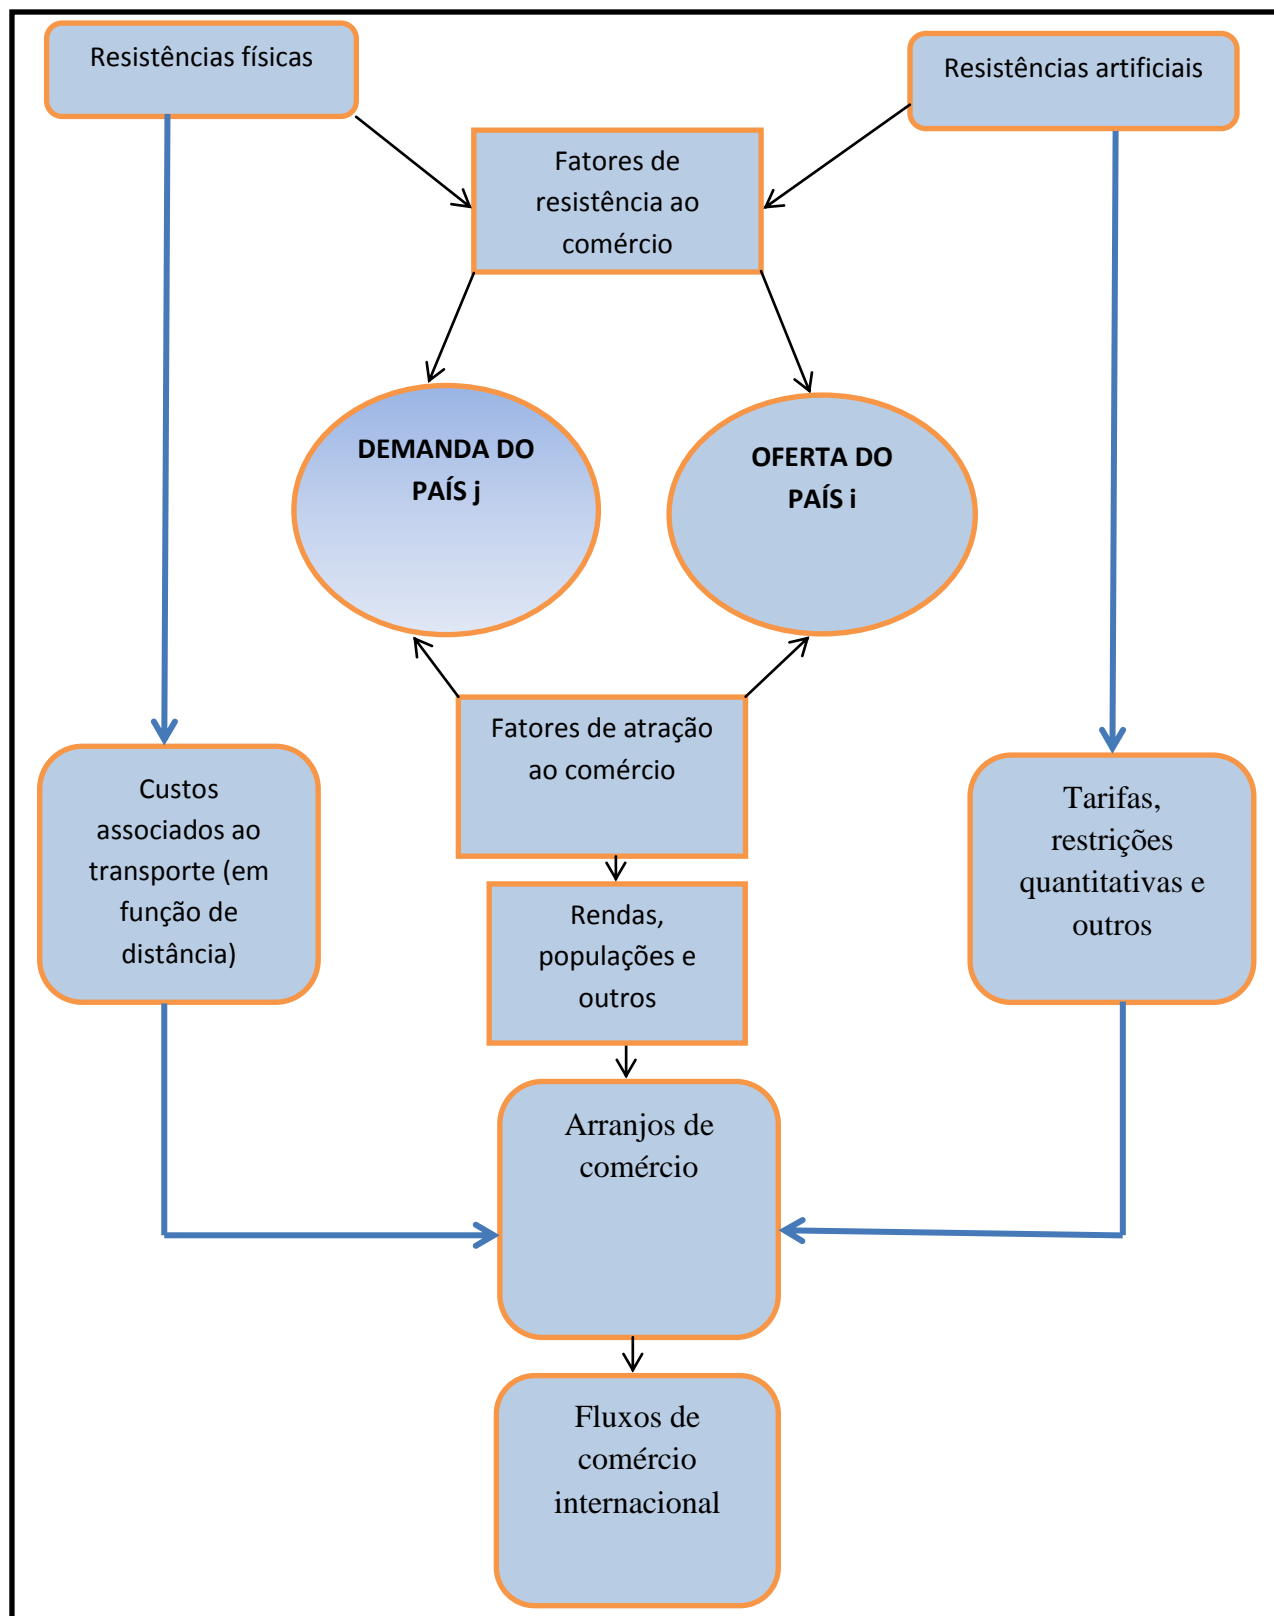 Resistências físicas
Resistências artificiais
Fatores de
resistência ao
comércio
DEMANDA DO
PAÍS j
OFERTA DO
PAÍS i
Fatores de atração
ao comércio
Custos
associados ao
transporte (em
função de
distância)
Tarifas,
restrições
quantitativas e
outros
Rendas,
populações e
outros
Arranjos de
comércio
Fluxos de
comércio
internacional